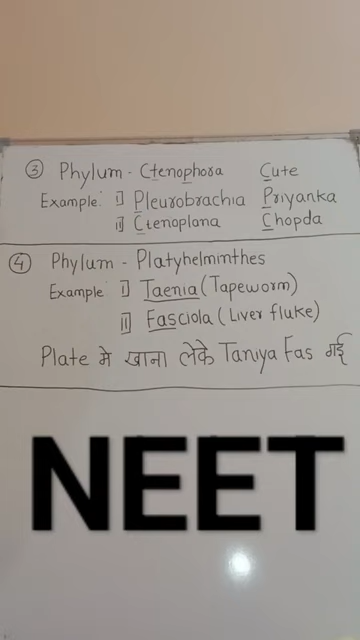 ③ Phylum - Ctenophora Cute
Example: i] Pleurobrachia Priyanka
ii] Ctenoplana Chopda
④ Phylum - Platyhelminthes
Example i] Taenia (Tapeworm)
ii] Fasciola (Liver fluke)
Plate मे खाना लेके Taniya Fas गई
NEET